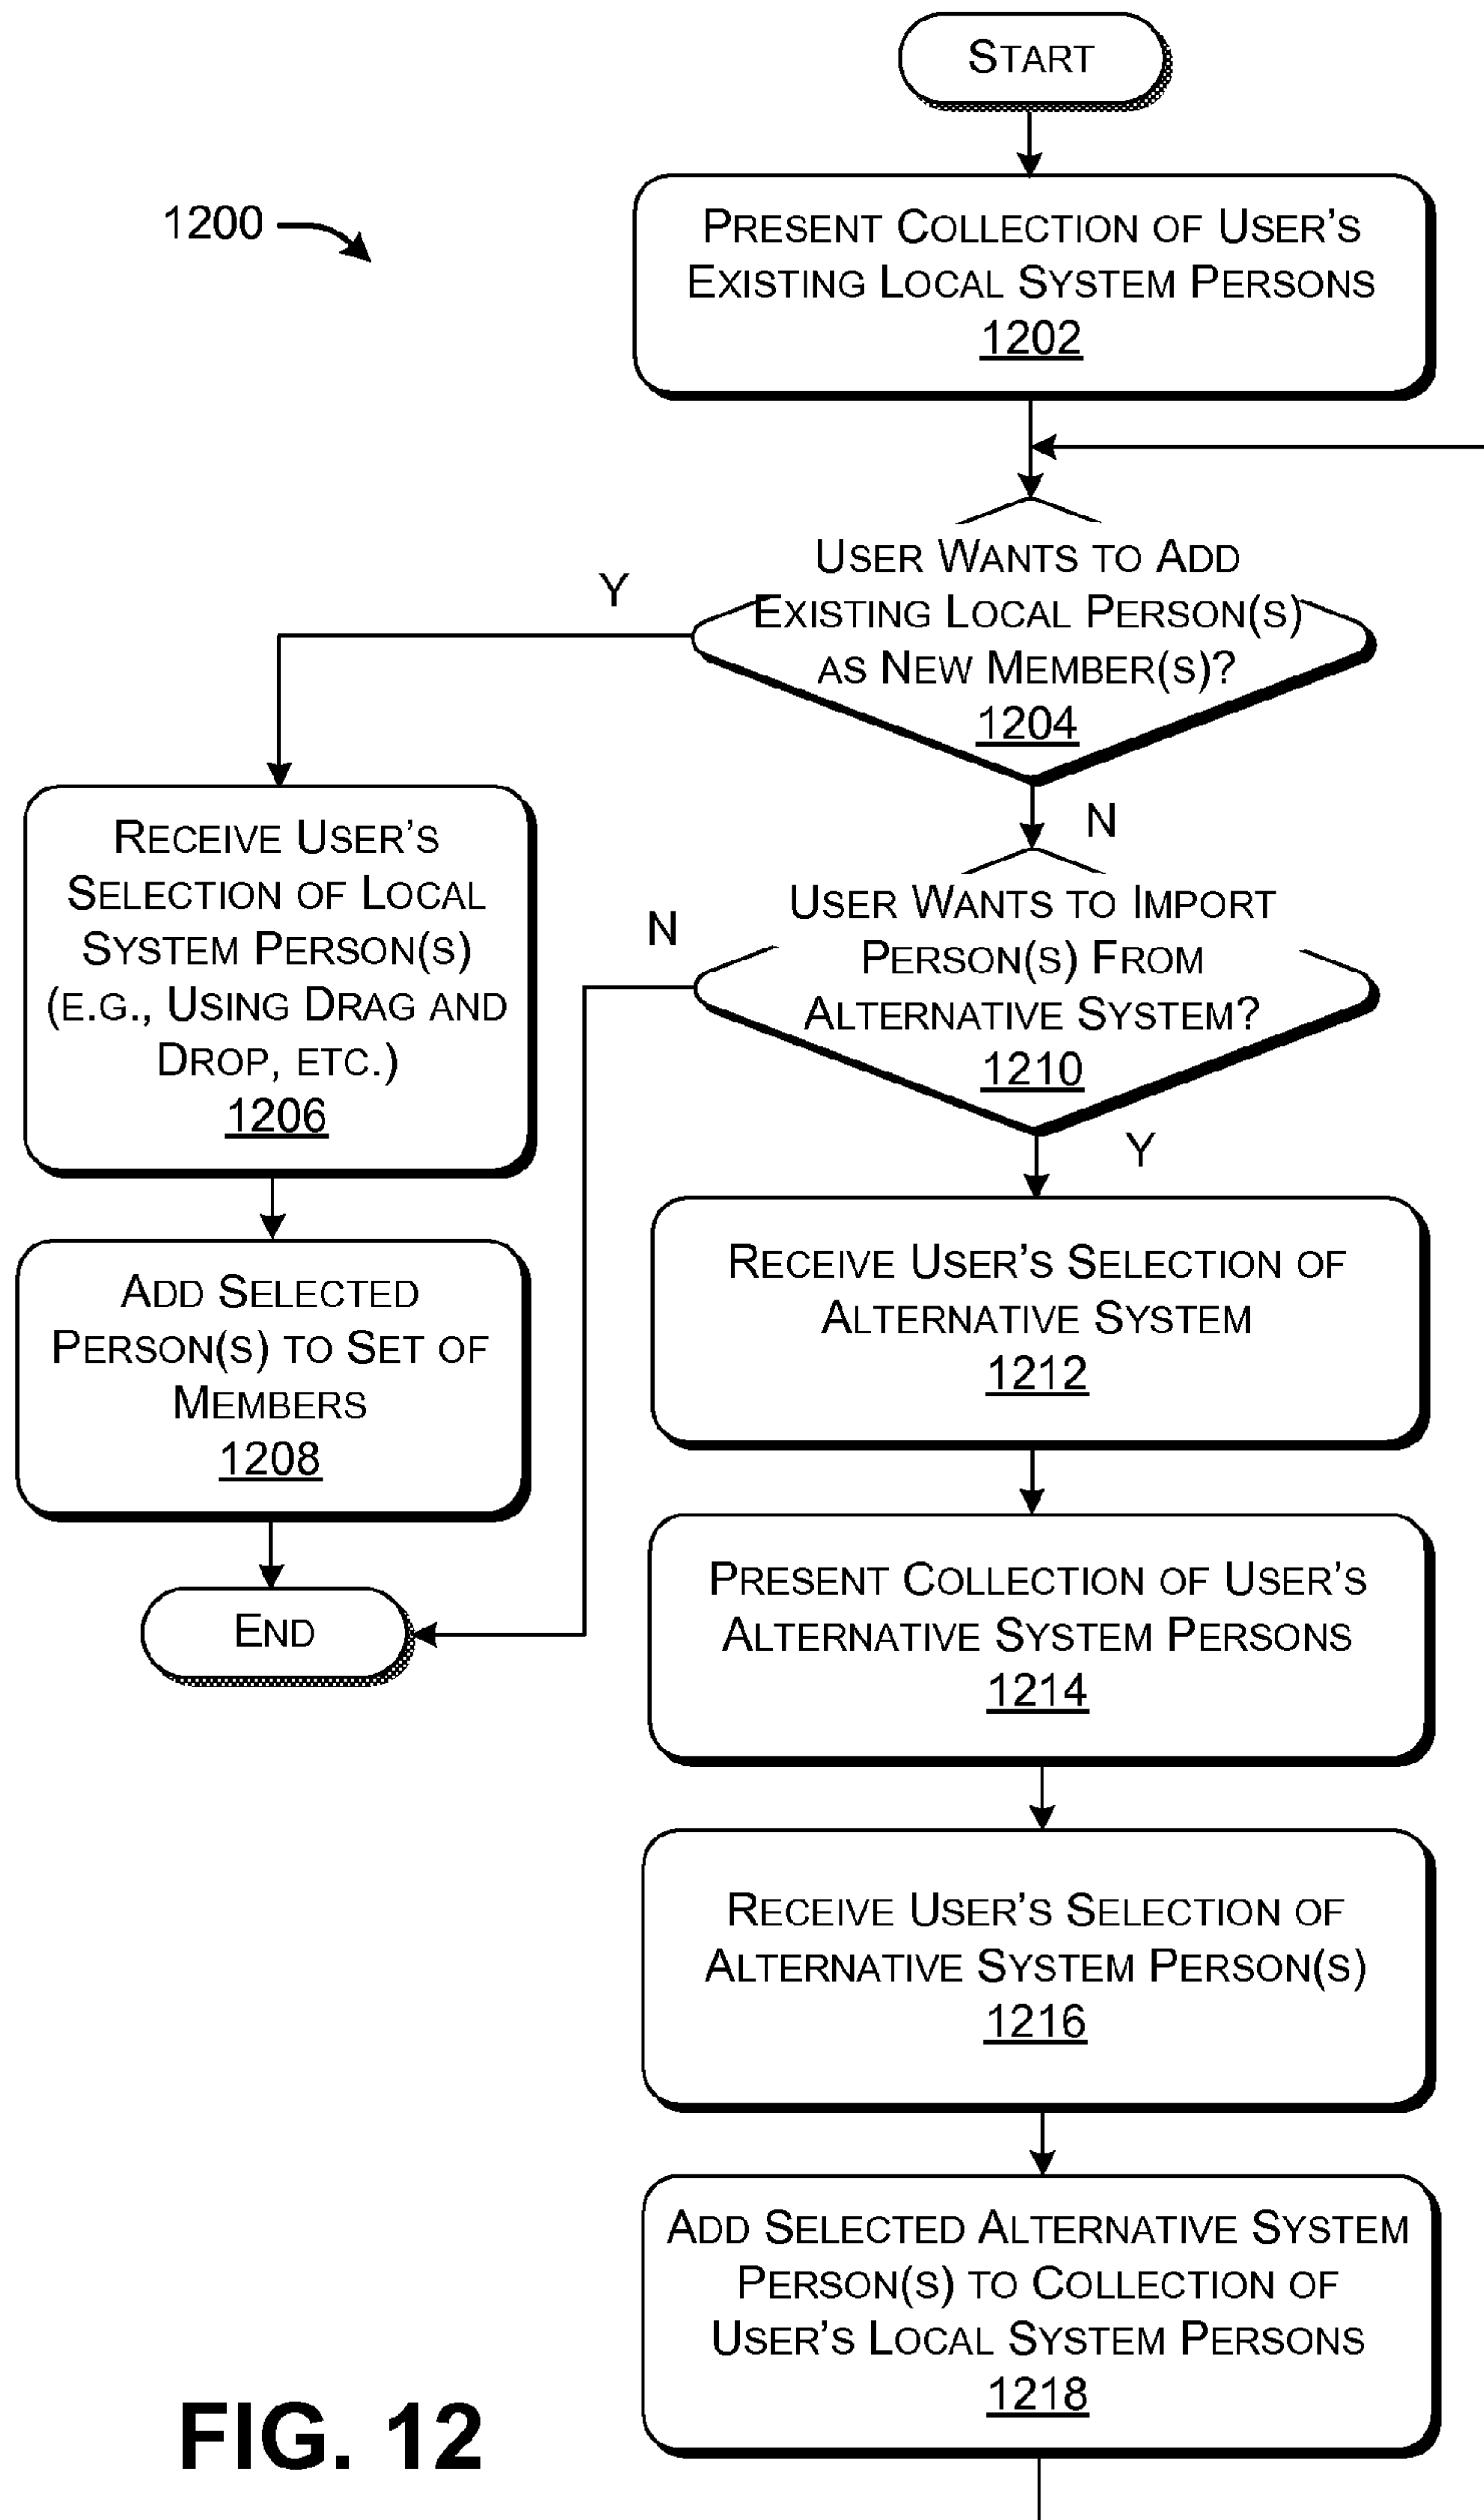 START
1200
PRESENT COLLECTION OF USER'S
EXISTING LOCAL SYSTEM PERSONS
1202
USER WANTS TO ADD
EXISTING LOCAL PERSON(S)
AS NEW MEMBER(S)?
1204
Y
N
RECEIVE USER'S
SELECTION OF LOCAL
SYSTEM PERSON(S)
(E.G., USING DRAG AND
DROP, ETC.)
1206
USER WANTS TO IMPORT
PERSON(S) FROM
ALTERNATIVE SYSTEM?
1210
N
Y
ADD SELECTED
PERSON(S) TO SET OF
MEMBERS
1208
END
RECEIVE USER'S SELECTION OF
ALTERNATIVE SYSTEM
1212
PRESENT COLLECTION OF USER'S
ALTERNATIVE SYSTEM PERSONS
1214
RECEIVE USER'S SELECTION OF
ALTERNATIVE SYSTEM PERSON(S)
1216
ADD SELECTED ALTERNATIVE SYSTEM
PERSON(S) TO COLLECTION OF
USER'S LOCAL SYSTEM PERSONS
1218
FIG. 12